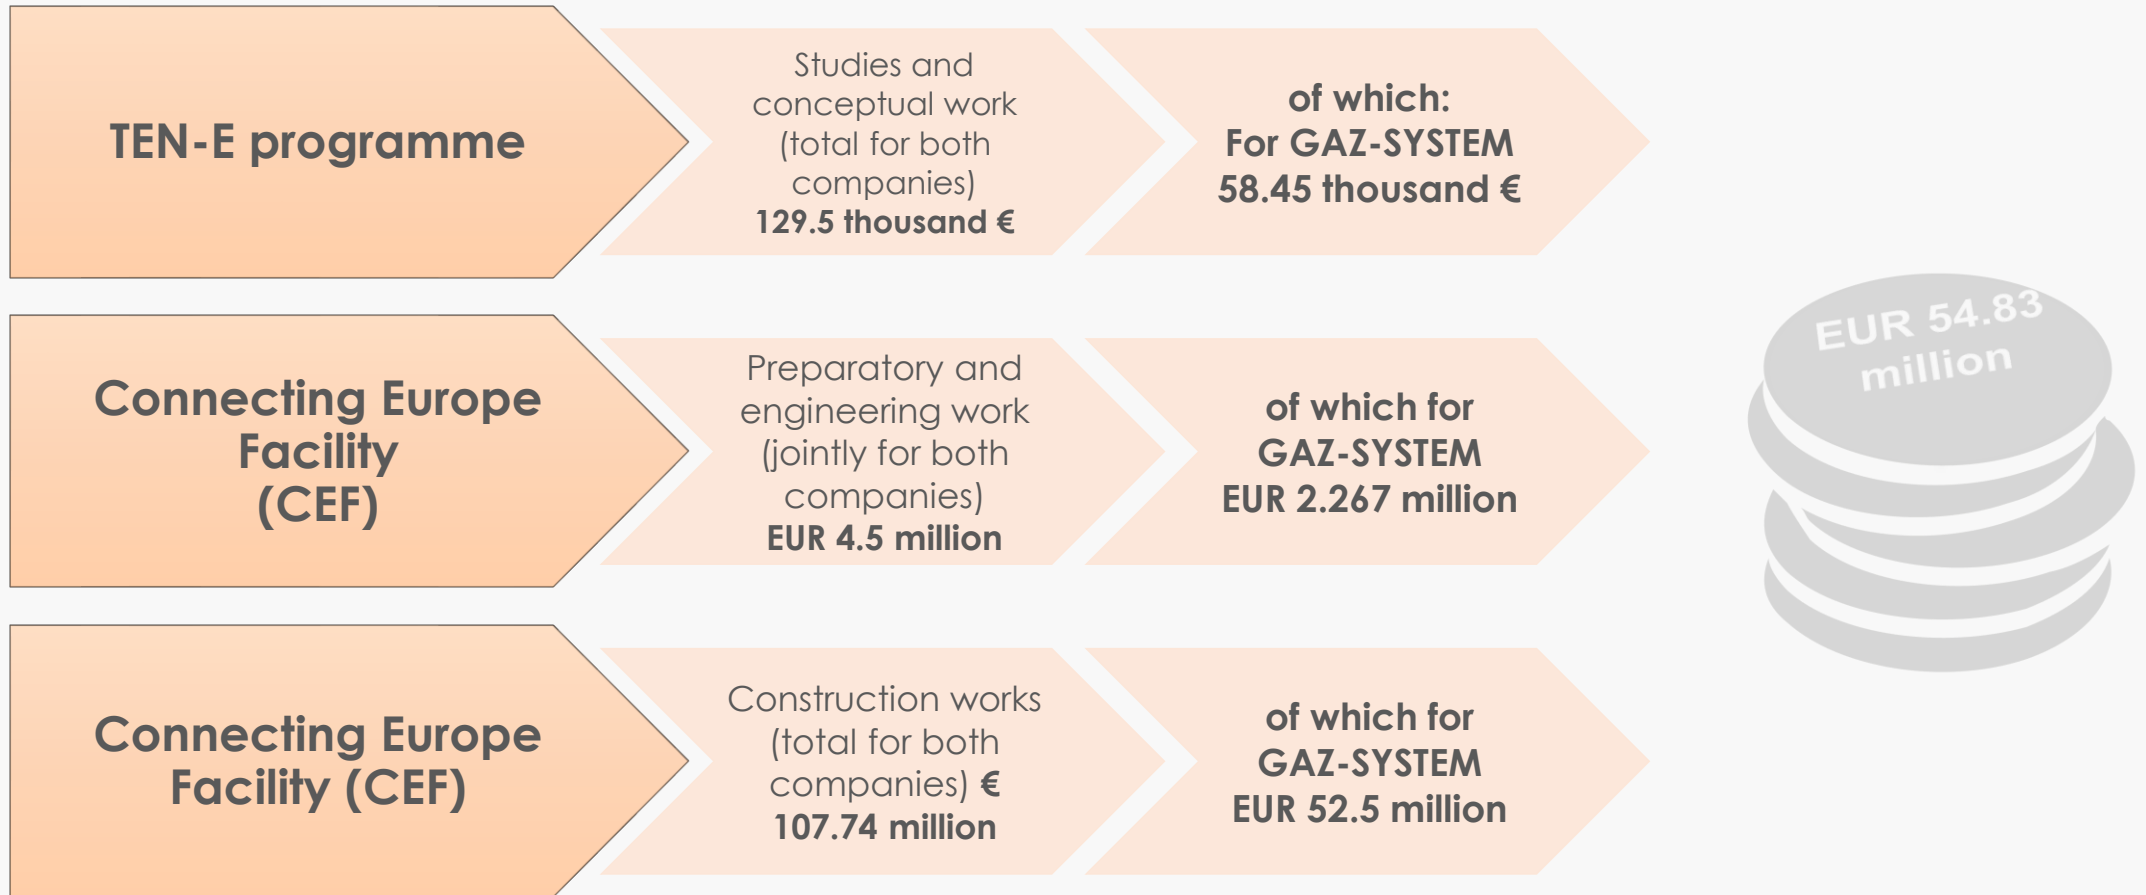 TEN-E programme
Studies and
conceptual work
(total for both
companies)
129.5 thousand €
of which:
For GAZ-SYSTEM
58.45 thousand €
Connecting Europe
Facility
(CEF)
Preparatory and
engineering work
(jointly for both
companies)
EUR 4.5 million
of which for
GAZ-SYSTEM
EUR 2.267 million
EUR 54.83
million
Connecting Europe
Facility (CEF)
Construction works
(total for both
companies) €
107.74 million
of which for
GAZ-SYSTEM
EUR 52.5 million